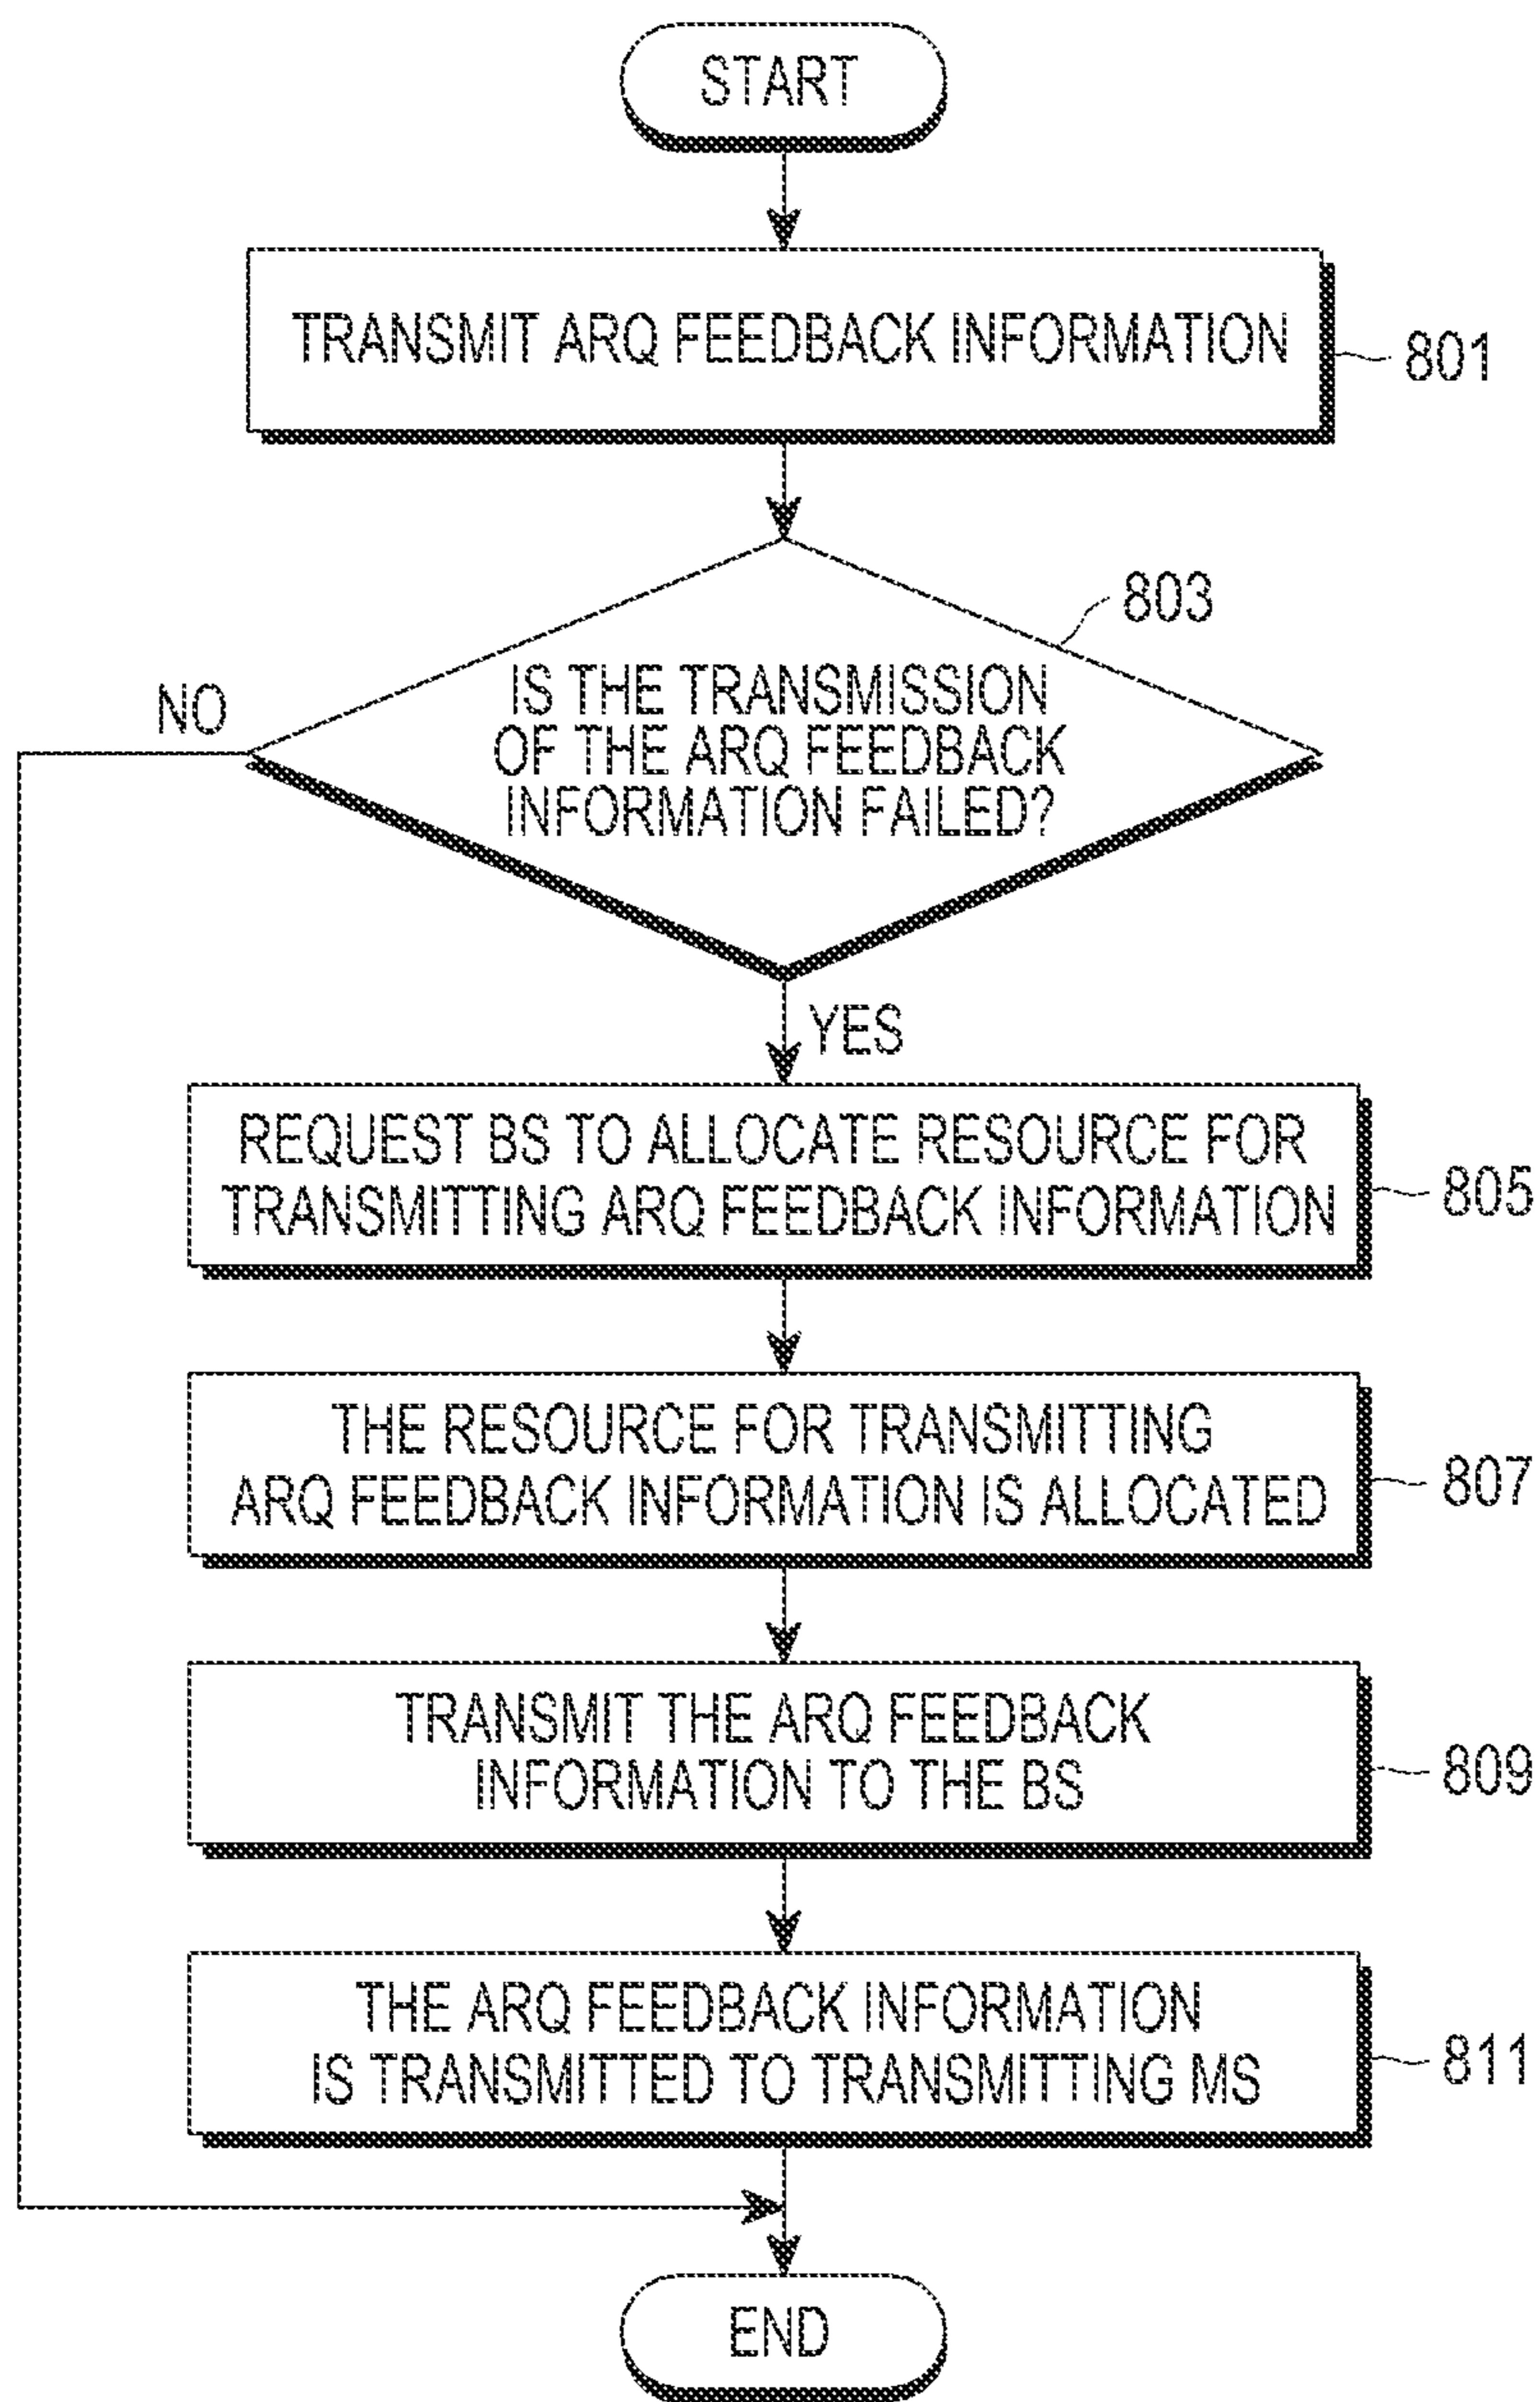 START
TRANSMIT ARQ FEEDBACK INFORMATION
801
803
IS THE TRANSMISSION
OF THE ARQ FEEDBACK
INFORMATION FAILED?
NO
YES
REQUEST BS TO ALLOCATE RESOURCE FOR
TRANSMITTING ARQ FEEDBACK INFORMATION
805
THE RESOURCE FOR TRANSMITTING
ARQ FEEDBACK INFORMATION IS ALLOCATED
807
TRANSMIT THE ARQ FEEDBACK
INFORMATION TO THE BS
809
THE ARQ FEEDBACK INFORMATION
IS TRANSMITTED TO TRANSMITTING MS
811
END